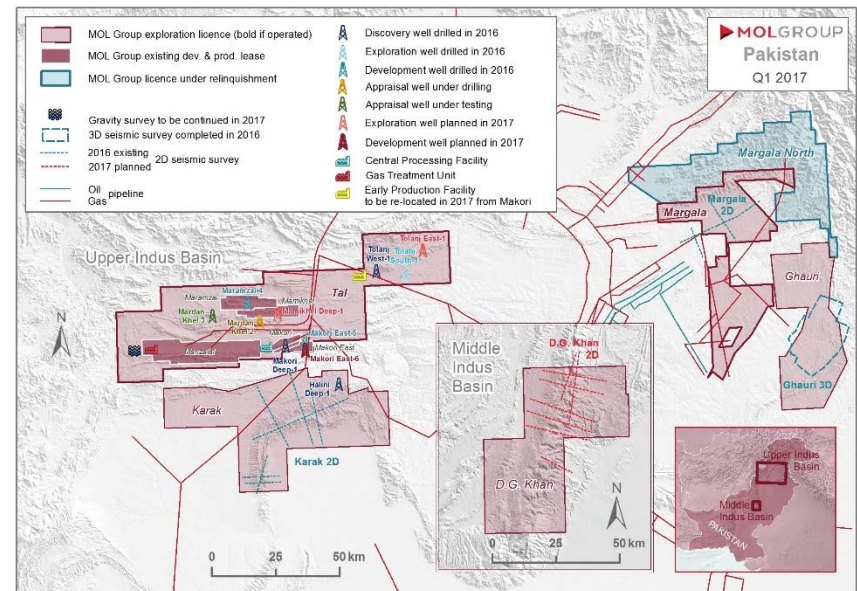 MOL Group exploration licence (bold if operated)
MOL Group existing dev. & prod. lease
MOL Group licence under relinquishment
Gravity survey to be continued in 2017
3D seismic survey completed in 2016
2016 existing
2017 planned
2D seismic survey
Oil
Gas
pipeline
Discovery well drilled in 2016
Exploration well drilled in 2016
Development well drilled in 2016
Appraisal well under drilling
Appraisal well under testing
Exploration well planned in 2017
Development well planned in 2017
Central Processing Facility
Gas Treatment Unit
Early Production Facility
to be re-located in 2017 from Makori
MOLGROUP
Pakistan
Q1 2017
Margala North
Margala
2D
Margala
Ghauri
Ghauri 3D
Upper Indus Basin
Tolanj East-1
Tolanj
West-1
Tolanj
South-1
Tal
Maramzai-4
Maramzai
Mamikhel
Mardan
Khel 3
Mardan
Khel 2
Mamikhel Deep-1
Makori
Makori East-5
Makori East
Makori East-6
Makori
Deep-1
Manzalai
Halini
Deep-1
Karak
Karak 2D
N
0 25 50 km
Middle
Indus
Basin
D.G. Khan
2D
D.G. Khan
N
0 25 50 km
Upper Indus
Basin
Middle
Indus Basin
PAKISTAN